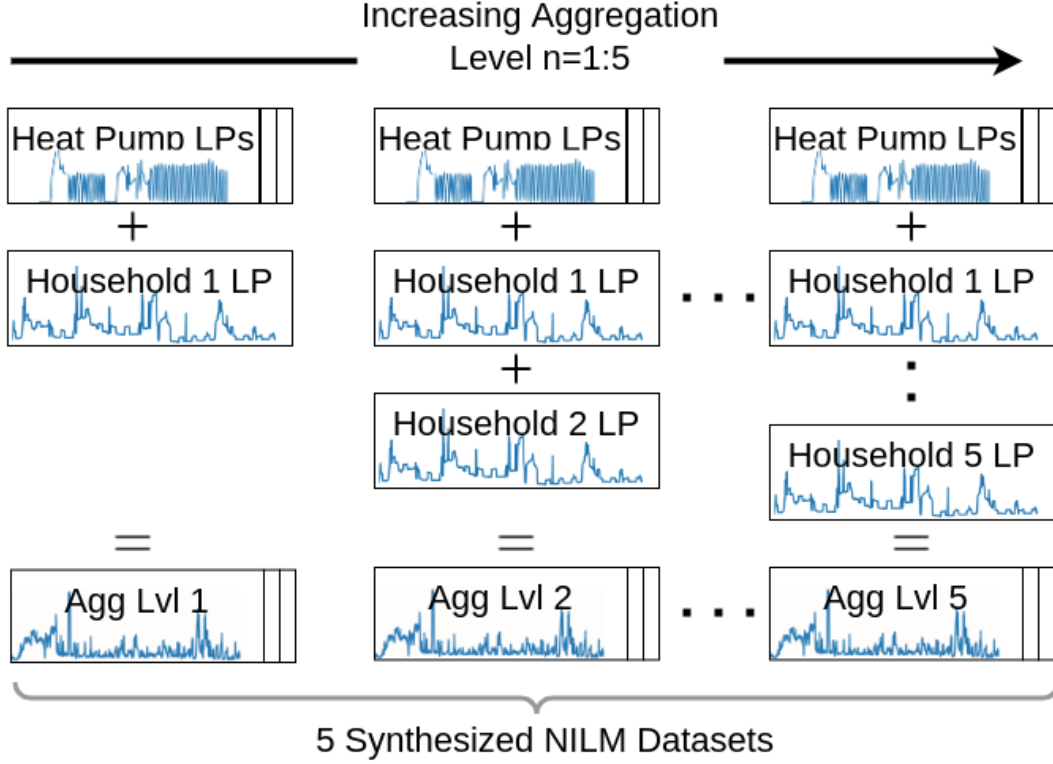 Increasing Aggregation
Level n=1:5
Heat Pump LPs
Heat Pump LPs
Heat Pump LPs
+
+
+
Household 1 LP
Household 1 LP
. . .
Household 1 LP
+
:
Household 2 LP
Household 5 LP
=
=
=
Agg Lvl 1
Agg Lvl 2
. . .
Agg Lvl 5
5 Synthesized NILM Datasets